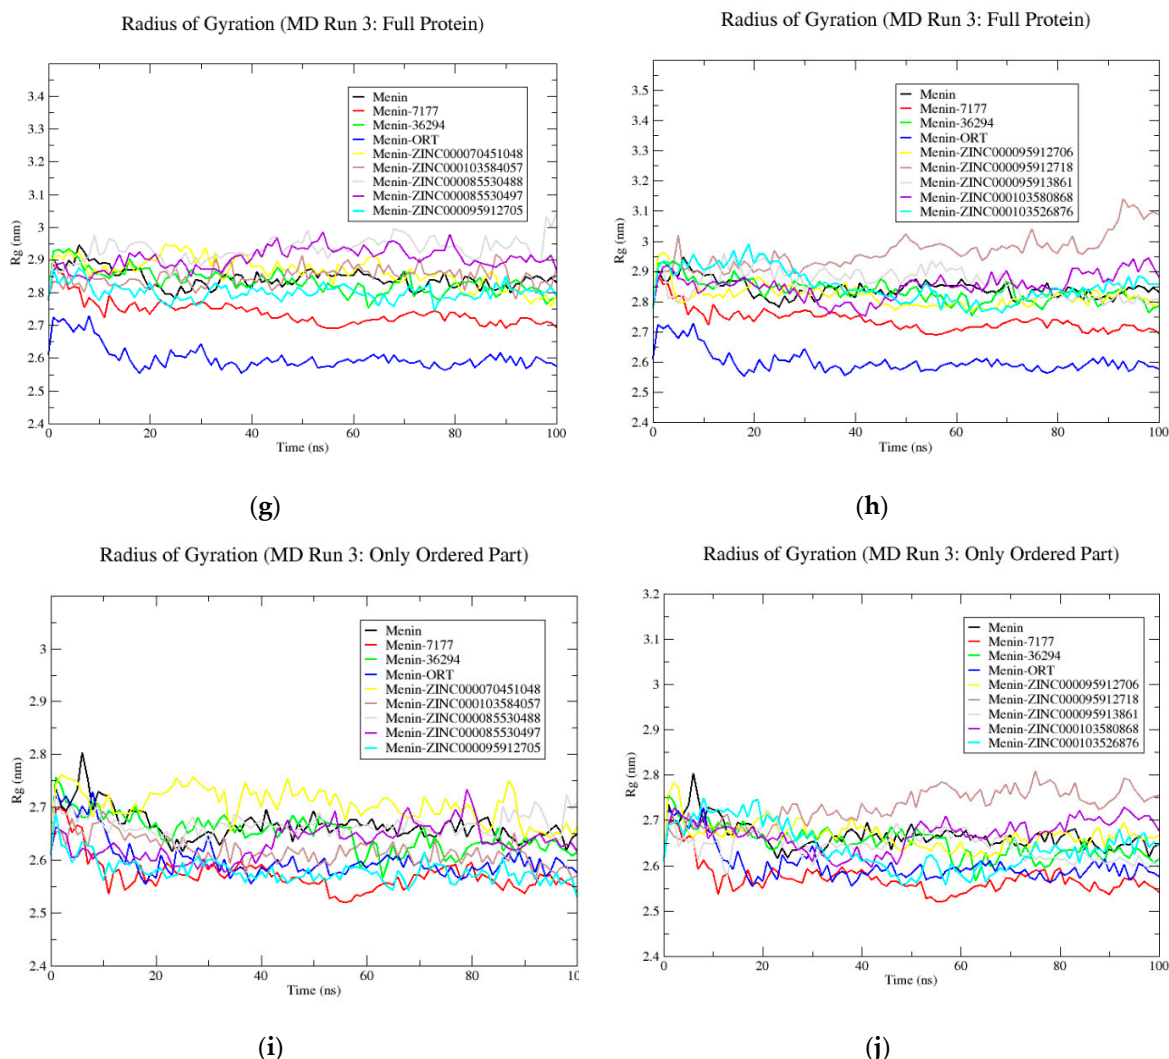 Radius of Gyration (MD Run 3: Full Protein)
3.4
3.3
3.2
3.1
3
2.9
2.8
2.7
2.6
2.5
2.4
Rg (nm)
0
20
40
60
80
100
Time (ns)
Menin
Menin-7177
Menin-36294
Menin-ORT
Menin-ZINC000070451048
Menin-ZINC000103584057
Menin-ZINC000085530488
Menin-ZINC000085530497
Menin-ZINC000095912705
(g)
Radius of Gyration (MD Run 3: Full Protein)
3.5
3.4
3.3
3.2
3.1
3
2.9
2.8
2.7
2.6
2.5
2.4
Rg (nm)
0
20
40
60
80
100
Time (ns)
Menin
Menin-7177
Menin-36294
Menin-ORT
Menin-ZINC000095912706
Menin-ZINC000095912718
Menin-ZINC000095913861
Menin-ZINC000103580868
Menin-ZINC000103526876
(h)
Radius of Gyration (MD Run 3: Only Ordered Part)
3
2.9
2.8
2.7
2.6
2.5
2.4
Rg (nm)
0
20
40
60
80
10
Time (ns)
Menin
Menin-7177
Menin-36294
Menin-ORT
Menin-ZINC000070451048
Menin-ZINC000103584057
Menin-ZINC000085530488
Menin-ZINC000085530497
Menin-ZINC000095912705
(i)
Radius of Gyration (MD Run 3: Only Ordered Part)
3.2
3.1
3
2.9
2.8
2.7
2.6
2.5
2.4
Rg (nm)
0
20
40
60
80
100
Time (ns)
Menin
Menin-7177
Menin-36294
Menin-ORT
Menin-ZINC000095912706
Menin-ZINC000095912718
Menin-ZINC000095913861
Menin-ZINC000103580868
Menin-ZINC000103526876
(j)